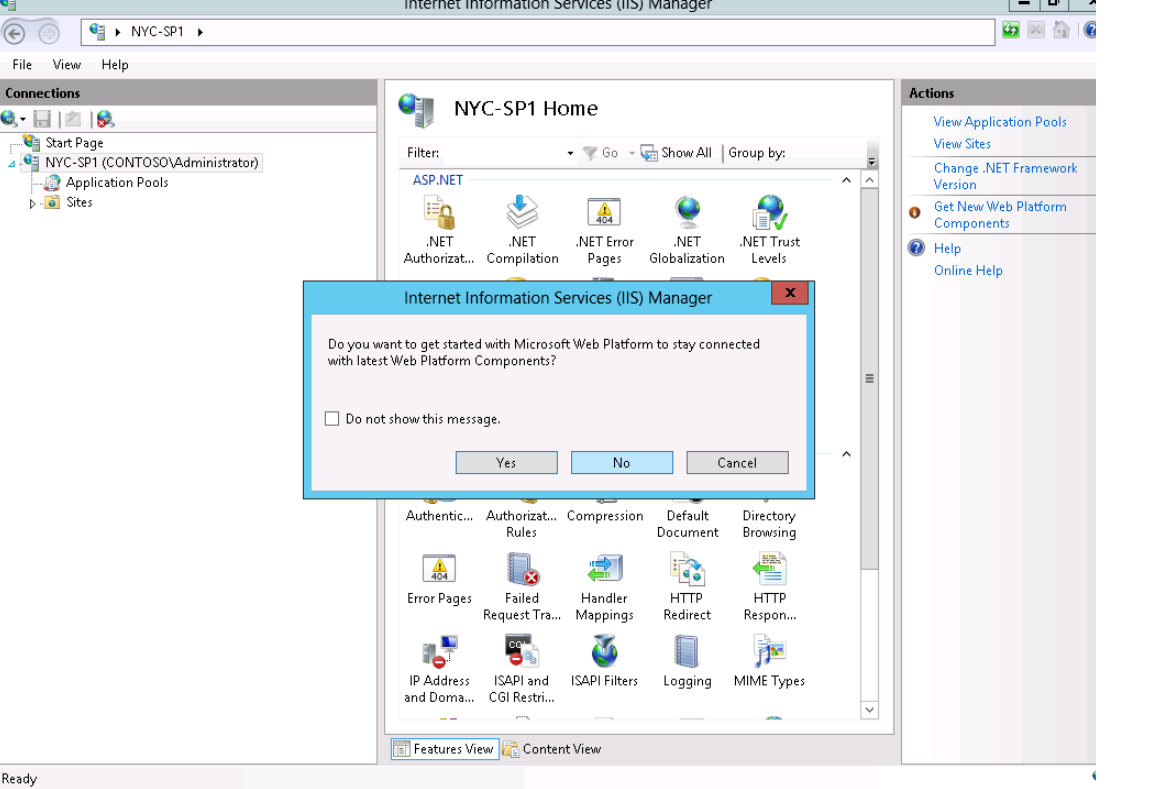 Internet Information Services (IIS) Manager
NYC-SP1
File View Help
Connections
Start Page
NYC-SP1 (CONTOSO\Administrator)
Application Pools
Sites
NYC-SP1 Home
Filter: Go Show All Group by:
ASP.NET
.NET Authorizat...
.NET Compilation
.NET Error Pages
.NET Globalization
.NET Trust Levels
Internet Information Services (IIS) Manager
x
Do you want to get started with Microsoft Web Platform to stay connected
with latest Web Platform Components?
Do not show this message.
Yes No Cancel
Authentic...
Authorizat... Rules
Compression
Default Document
Directory Browsing
404
Error Pages
Failed Request Tra...
Handler Mappings
HTTP Redirect
HTTP Respon...
IP Address and Doma...
ISAPI and CGI Restri...
ISAPI Filters
Logging
MIME Types
Features View Content View
Actions
View Application Pools
View Sites
Change .NET Framework
Version
Get New Web Platform
Components
Help
Online Help
Ready